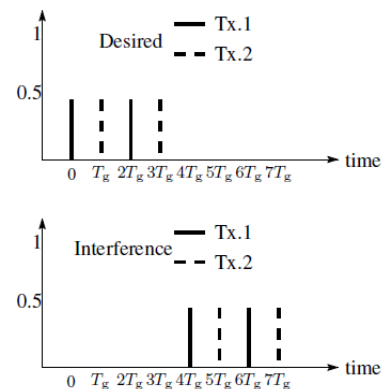 1
Desired
Tx.1
Tx.2
0.5
0 Tg 2Tg 3Tg 4Tg 5Tg 6Tg 7Tg
time
1
Interference
Tx.1
Tx.2
0.5
0 Tg 2Tg 3Tg 4Tg 5Tg 6Tg 7Tg
time